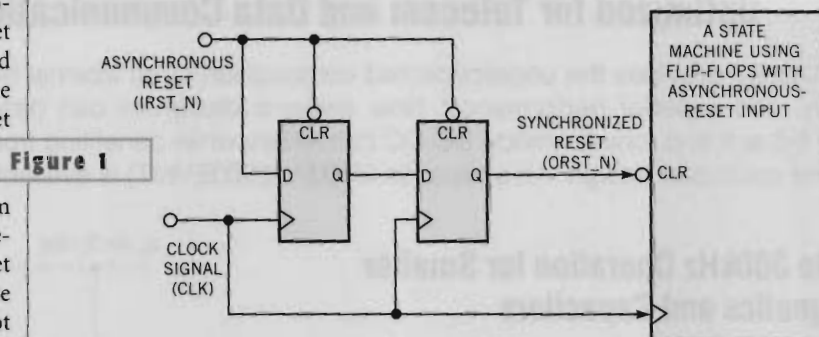 ASYNCHRONOUS
RESET
(IRST_N)
Figure 1
CLOCK
SIGNAL
(CLK)
CLR
D Q
CLR
D Q
SYNCHRONIZED
RESET
(ORST_N)
A STATE
MACHINE USING
FLIP-FLOPS WITH
ASYNCHRONOUS-
RESET INPUT
CLR